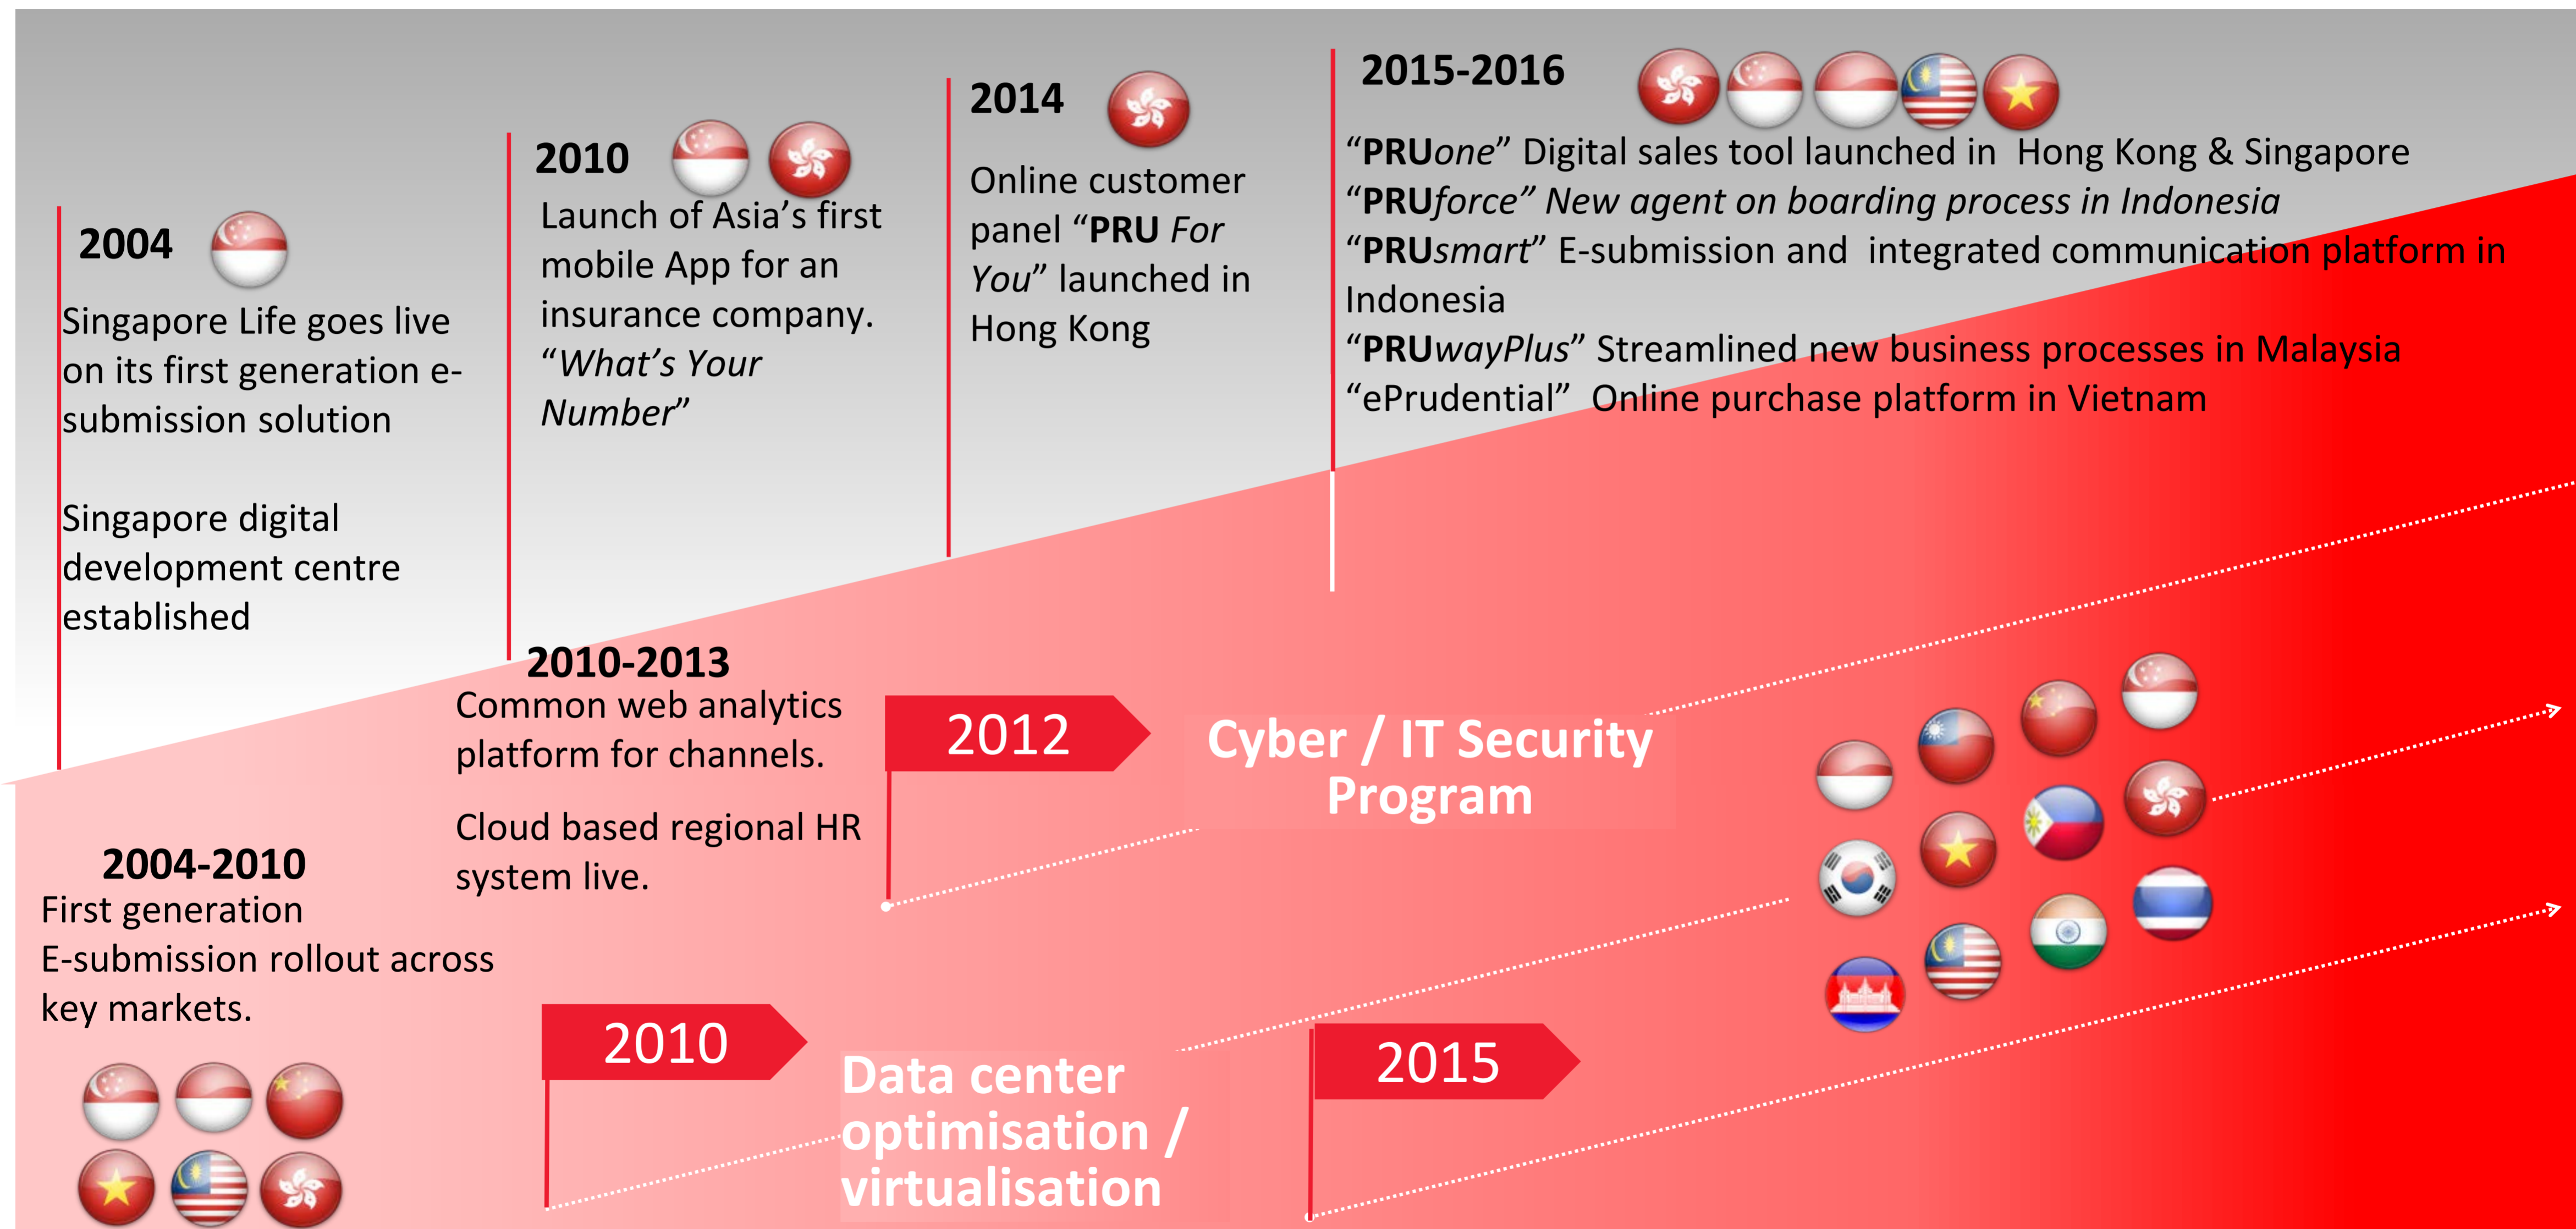 2004
Singapore Life goes live
on its first generation e-
submission solution
Singapore digital
development centre
established
2010
Launch of Asia’s first
mobile App for an
insurance company.
“What’s Your
Number”
2014
Online customer
panel “PRU For
You” launched in
Hong Kong
2015-2016
“PRUone” Digital sales tool launched in Hong Kong & Singapore
“PRUforce” New agent on boarding process in Indonesia
“PRUsmart” E-submission and integrated communication platform in
Indonesia
“PRUwayPlus” Streamlined new business processes in Malaysia
“ePrudential” Online purchase platform in Vietnam
2004-2010
First generation
E-submission rollout across
key markets.
2010-2013
Common web analytics
platform for channels.
Cloud based regional HR
system live.
2012
Cyber / IT Security
Program
2010
Data center
optimisation /
virtualisation
2015